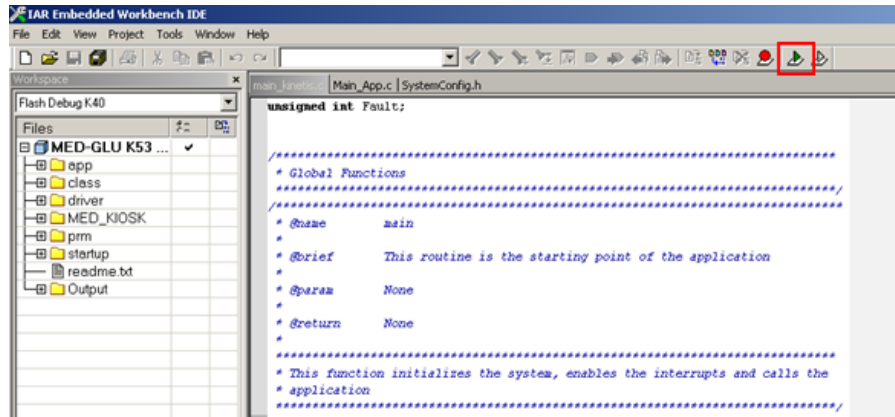 IAR Embedded Workbench IDE
File Edit View Project Tools Window Help
Workspace
Flash Debug K40
Files
MED-GLU K53 ...
app
class
driver
MED_KIOSK
prm
startup
readme.txt
Output
main_kinetis.c Main_App.c SystemConfig.h
unsigned int Fault;
/*****************************************************************************
* Global Functions
*****************************************************************************/
/*****************************************************************************
* @name main
*
* @brief This routine is the starting point of the application
*
* @param None
*
* @return None
*
*****************************************************************************
* This function initializes the system, enables the interrupts and calls the
* application
*****************************************************************************/